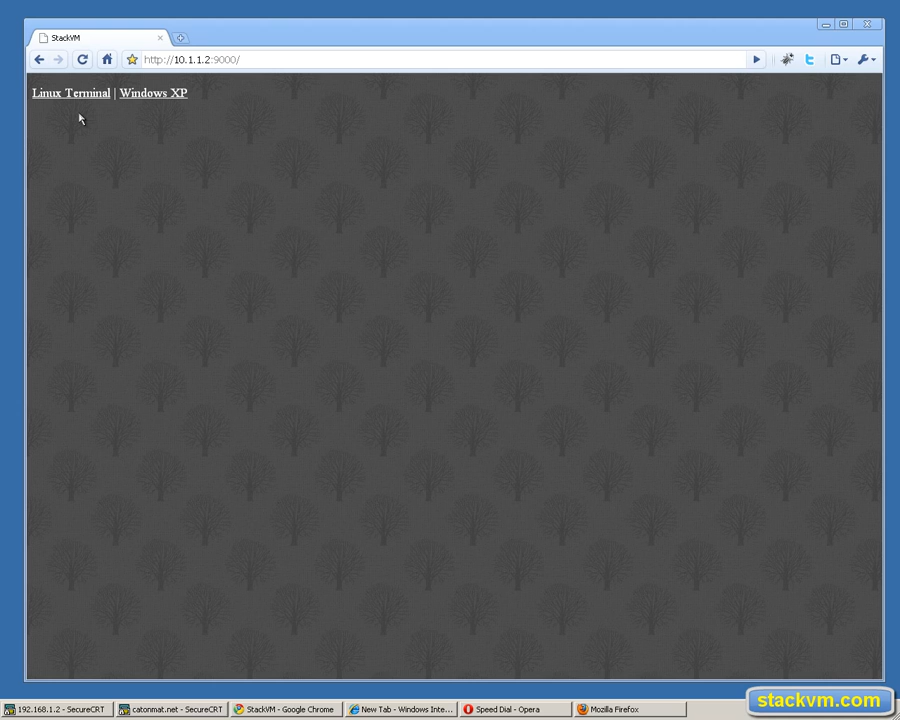 StackVM
http://10.1.1.2:9000/
Linux Terminal | Windows XP
192.168.1.2 - SecureCRT
catonmat.net - SecureCRT
StackVM - Google Chrome
New Tab - Windows Inte...
Speed Dial - Opera
Mozilla Firefox
stackvm.com